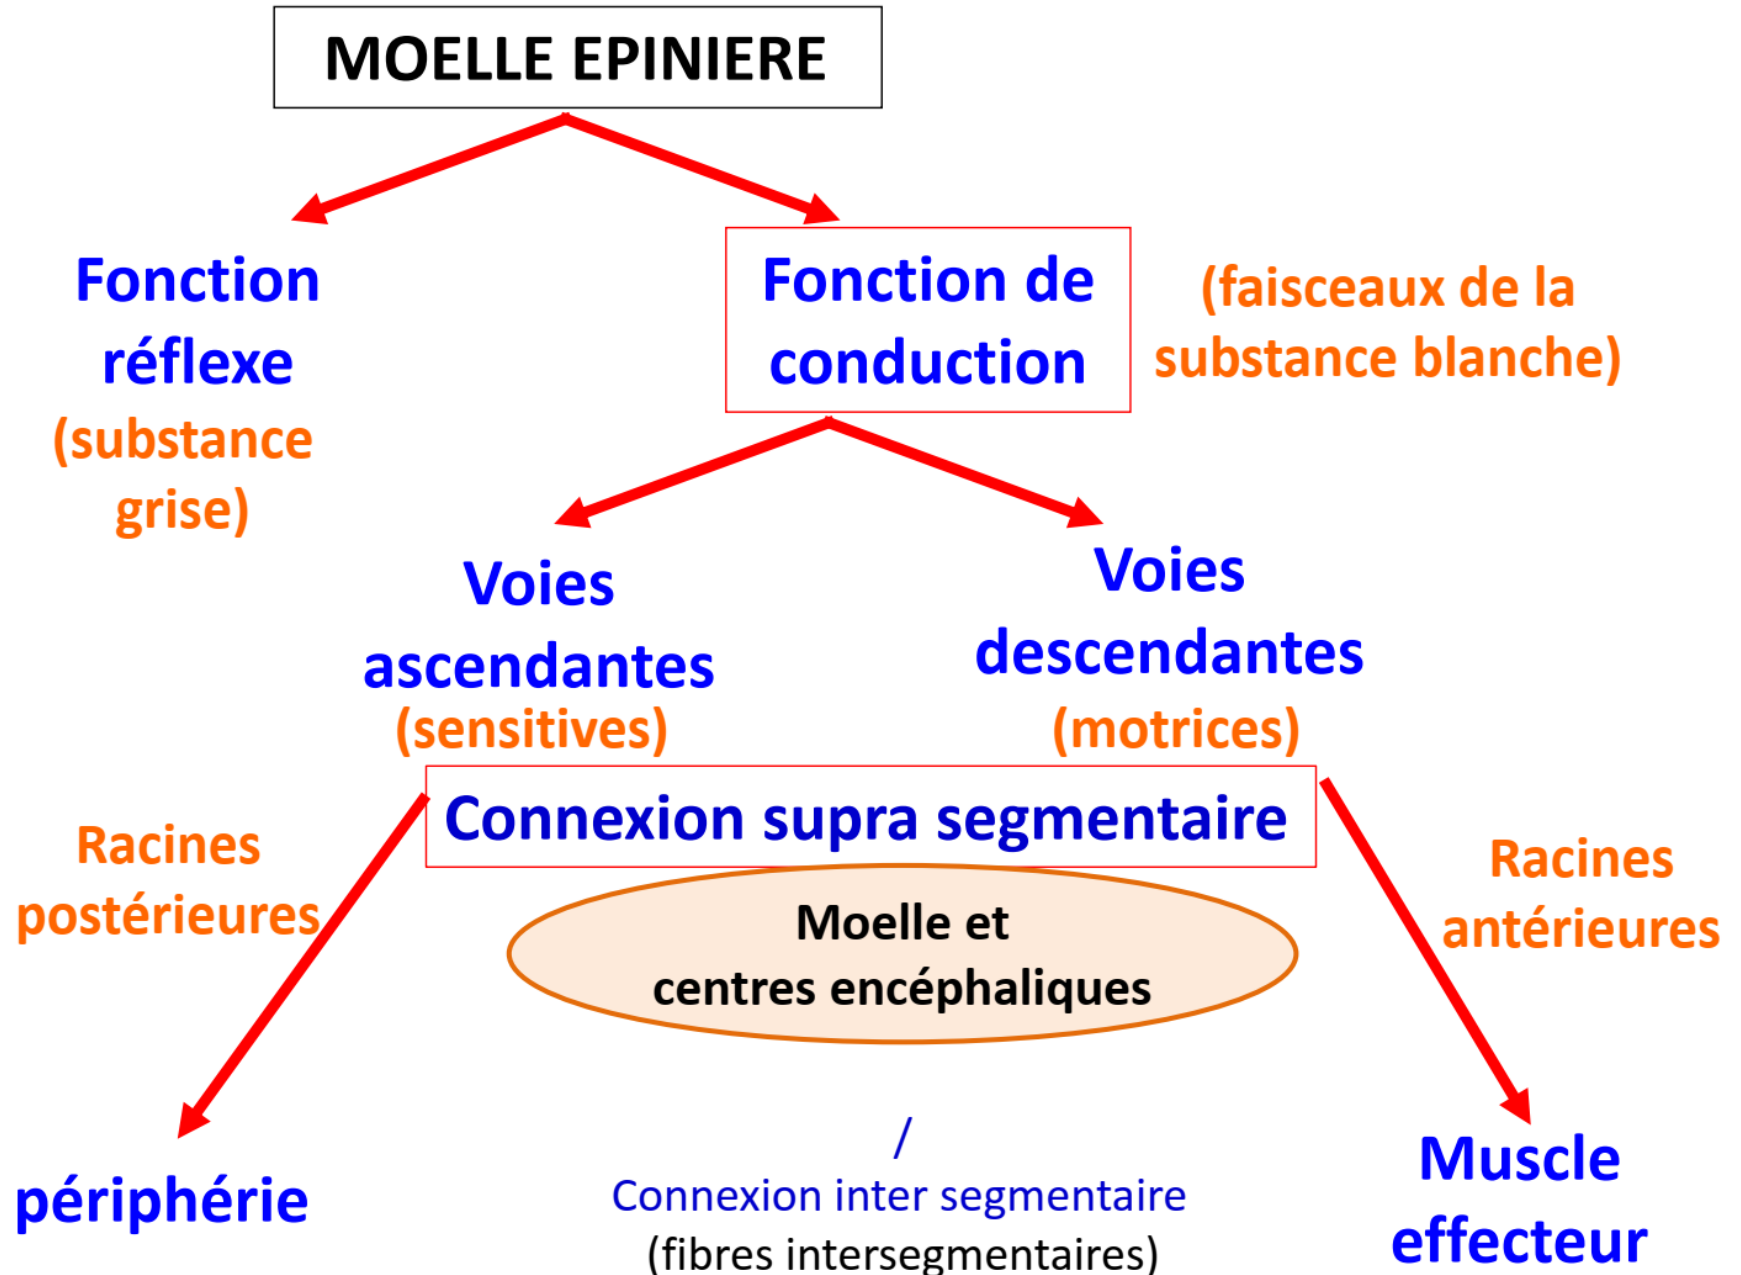 MOELLE EPINIERE
Fonction
réflexe
(substance
grise)
Fonction de
conduction
(faisceaux de la
substance blanche)
Voies
ascendantes
(sensitives)
Voies
descendantes
(motrices)
Connexion supra segmentaire
Racines
postérieures
Moelle et
centres encéphaliques
Racines
antérieures
périphérie
/
Connexion inter segmentaire
(fibres intersegmentaires)
Muscle
effecteur